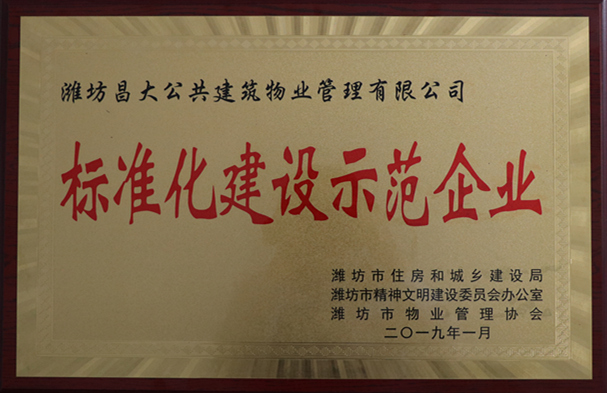 潍坊昌大公共建筑物业管理有限公司
标准化建设示范企业
潍坊市住房和城乡建设局
潍坊市精神文明建设委员会办公室
潍坊市物业管理协会
二〇一九年一月